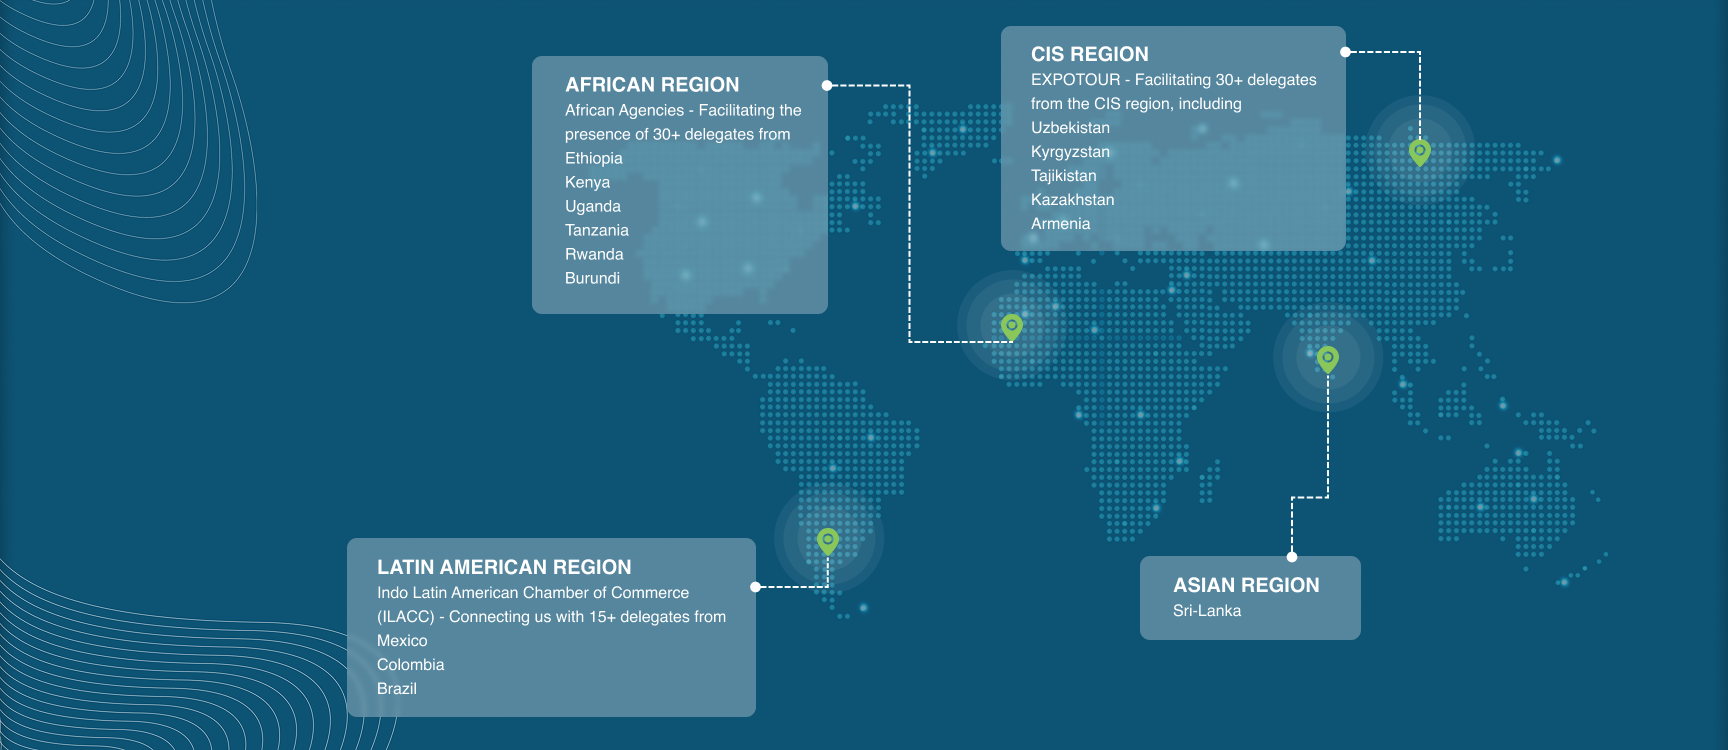 AFRICAN REGION
African Agencies - Facilitating the
presence of 30+ delegates from
Ethiopia
Kenya
Uganda
Tanzania
Rwanda
Burundi
CIS REGION
EXPOTOUR - Facilitating 30+ delegates
from the CIS region, including
Uzbekistan
Kyrgyzstan
Tajikistan
Kazakhstan
Armenia
LATIN AMERICAN REGION
Indo Latin American Chamber of Commerce
(ILACC) - Connecting us with 15+ delegates from
Mexico
Colombia
Brazil
ASIAN REGION
Sri-Lanka